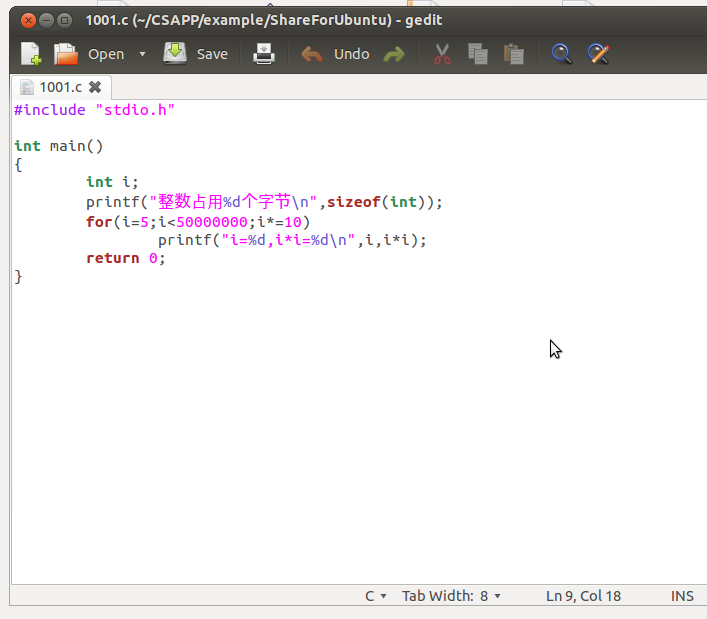 1001.c (~/CSAPP/example/ShareForUbuntu) - gedit
Open Save Undo
1001.c
#include "stdio.h"
int main()
{
int i;
printf("整数占用%d个字节\n",sizeof(int));
for(i=5;i<50000000;i*=10)
printf("i=%d,i*i=%d\n",i,i*i);
return 0;
}
C Tab Width: 8 Ln 9, Col 18 INS